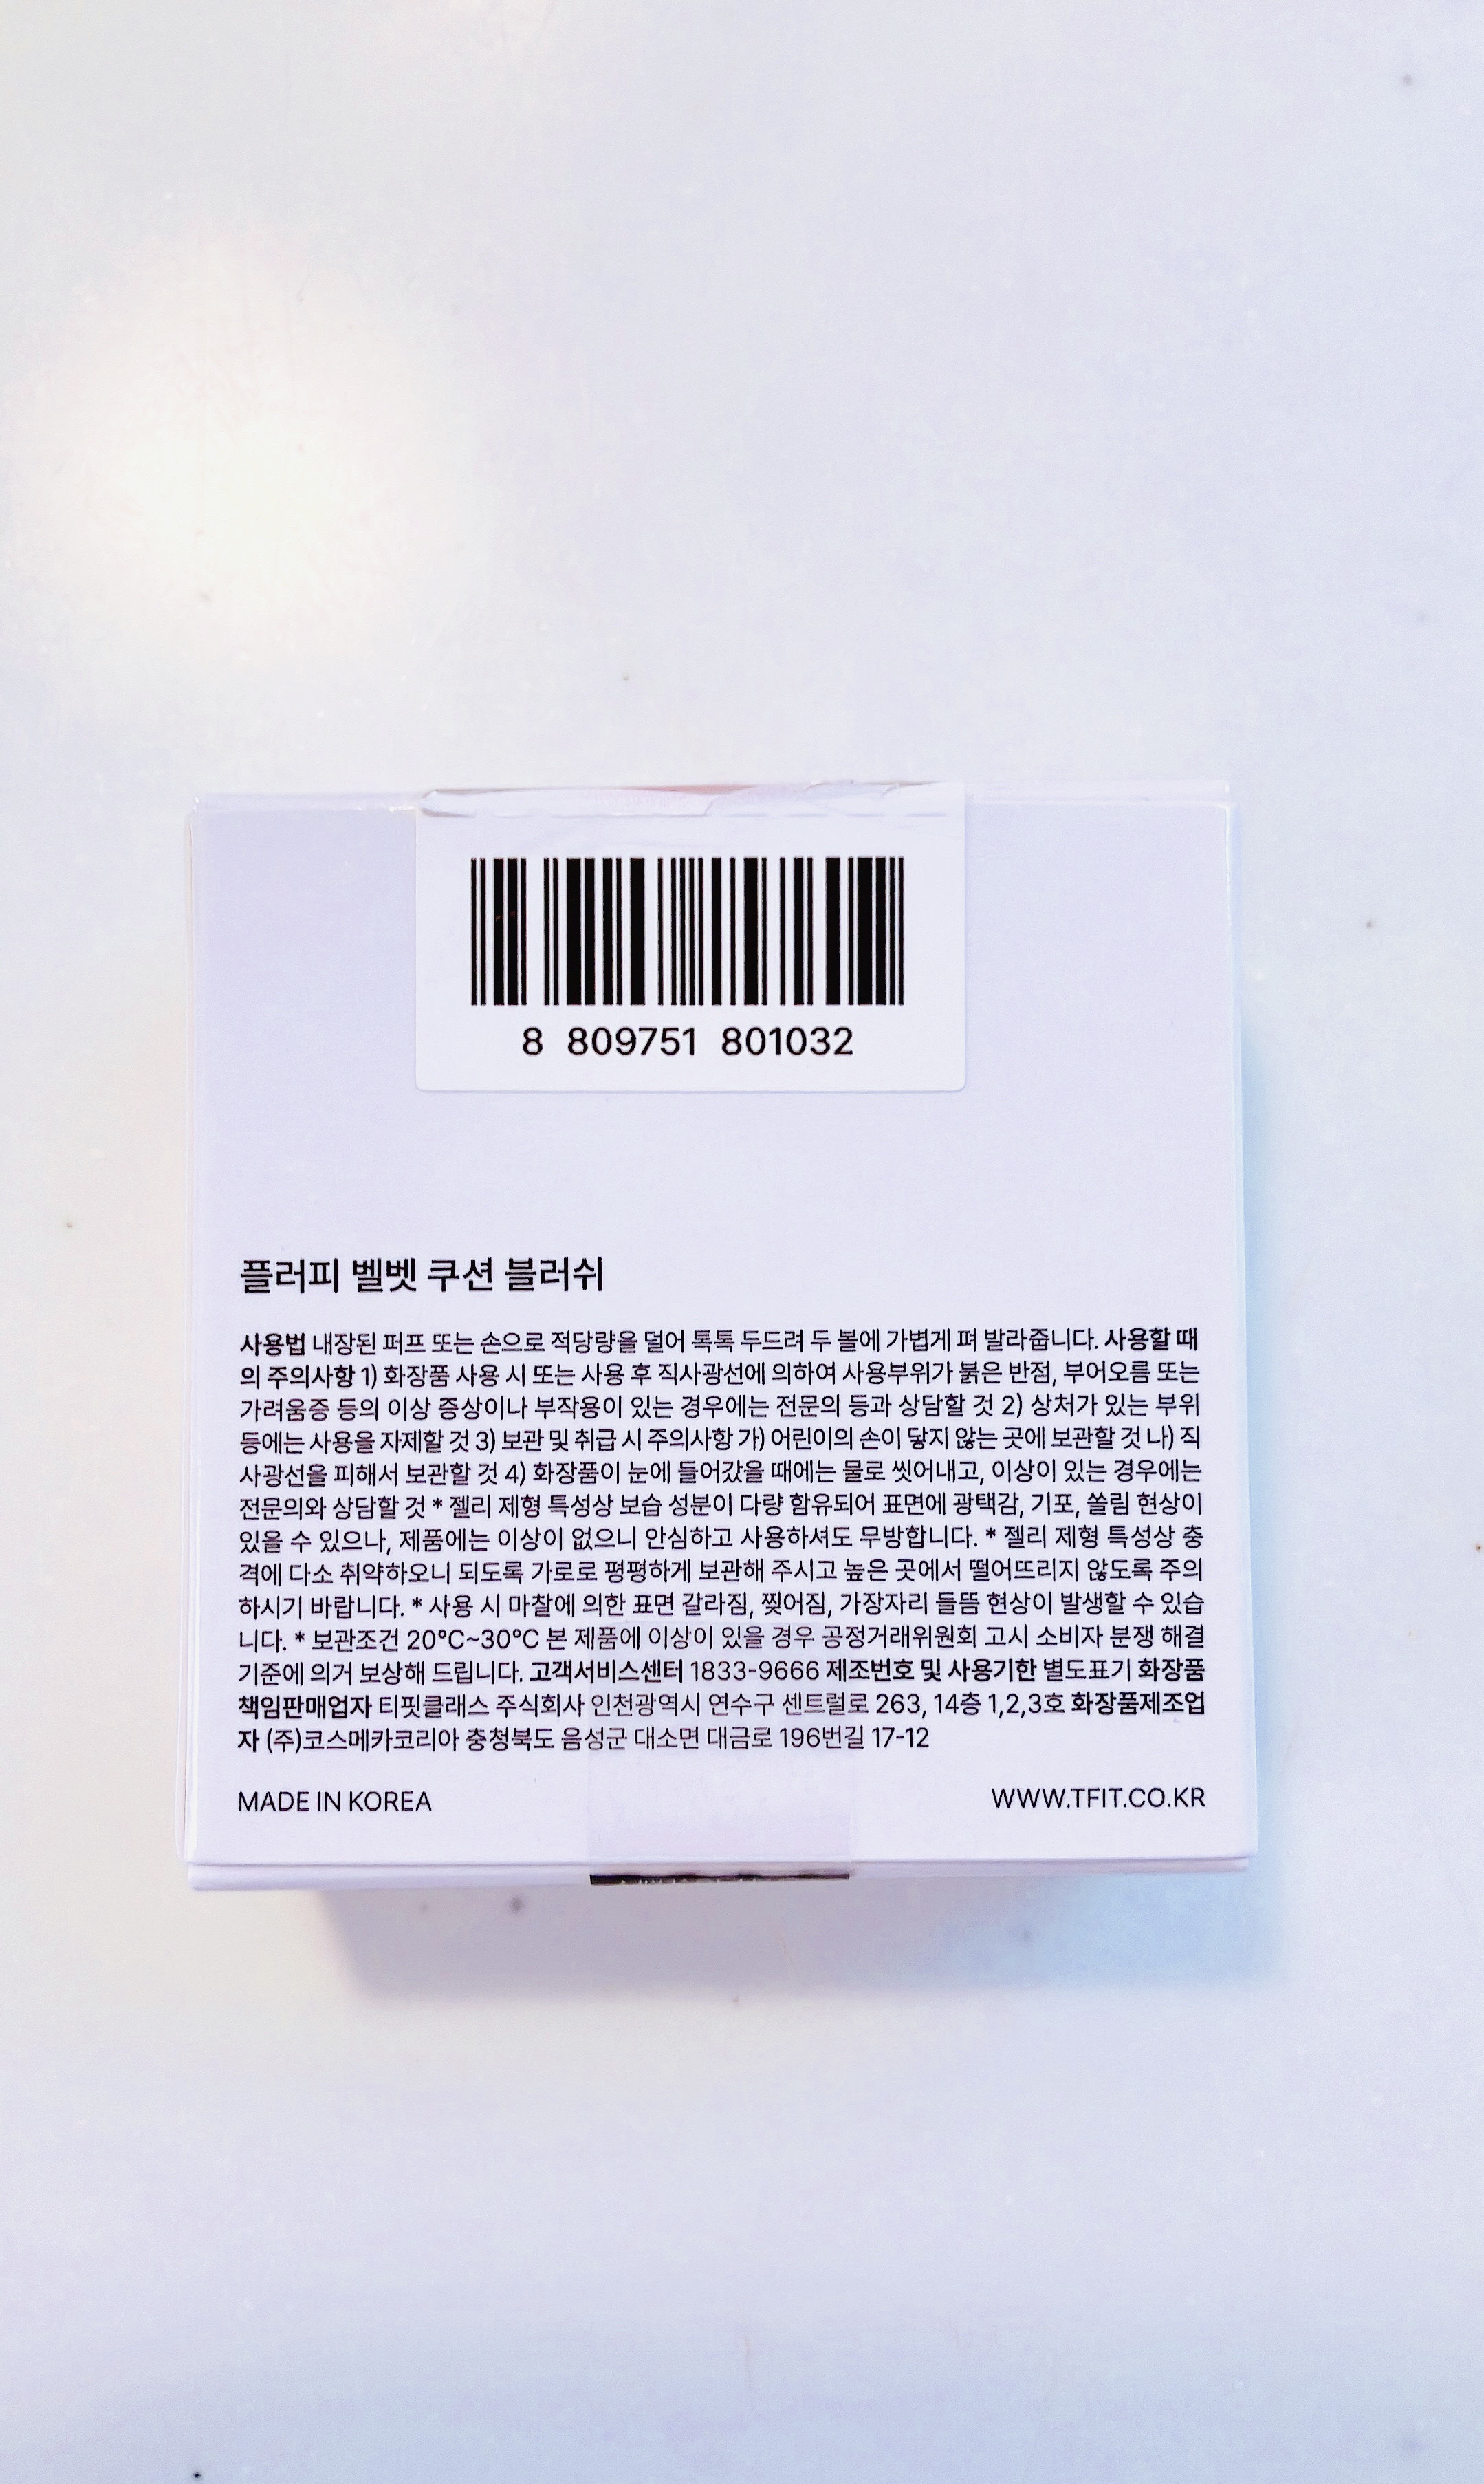 8 809751 801032
플러피 벨벳 쿠션 블러쉬
사용법 내장된 퍼프 또는 손으로 적당량을 덜어 톡톡 두드려 두 볼에 가볍게 펴 발라줍니다. 사용할 때
의 주의사항 1) 화장품 사용 시 또는 사용 후 직사광선에 의하여 사용부위가 붉은 반점, 부어오름 또는
가려움증 등의 이상 증상이나 부작용이 있는 경우에는 전문의 등과 상담할 것 2) 상처가 있는 부위
등에는 사용을 자제할 것 3) 보관 및 취급 시 주의사항 가) 어린이의 손이 닿지 않는 곳에 보관할 것 나) 직
사광선을 피해서 보관할 것 4) 화장품이 눈에 들어갔을 때에는 물로 씻어내고, 이상이 있는 경우에는
전문의와 상담할 것 * 젤리 제형 특성상 보습 성분이 다량 함유되어 표면에 광택감, 기포, 쏠림 현상이
있을 수 있으나, 제품에는 이상이 없으니 안심하고 사용하셔도 무방합니다. * 젤리 제형 특성상 충
격에 다소 취약하오니 되도록 가로로 평평하게 보관해 주시고 높은 곳에서 떨어뜨리지 않도록 주의
하시기 바랍니다. * 사용 시 마찰에 의한 표면 갈라짐, 찢어짐, 가장자리 들뜸 현상이 발생할 수 있습
니다. * 보관조건 20°C~30°C 본 제품에 이상이 있을 경우 공정거래위원회 고시 소비자 분쟁 해결
기준에 의거 보상해 드립니다. 고객서비스센터 1833-9666 제조번호 및 사용기한 별도표기 화장품
책임판매업자 티핏클래스 주식회사 인천광역시 연수구 센트럴로 263, 14층 1,2,3호 화장품제조업
자 (주)코스메카코리아 충청북도 음성군 대소면 대금로 196번길 17-12
MADE IN KOREA
WWW.TFIT.CO.KR